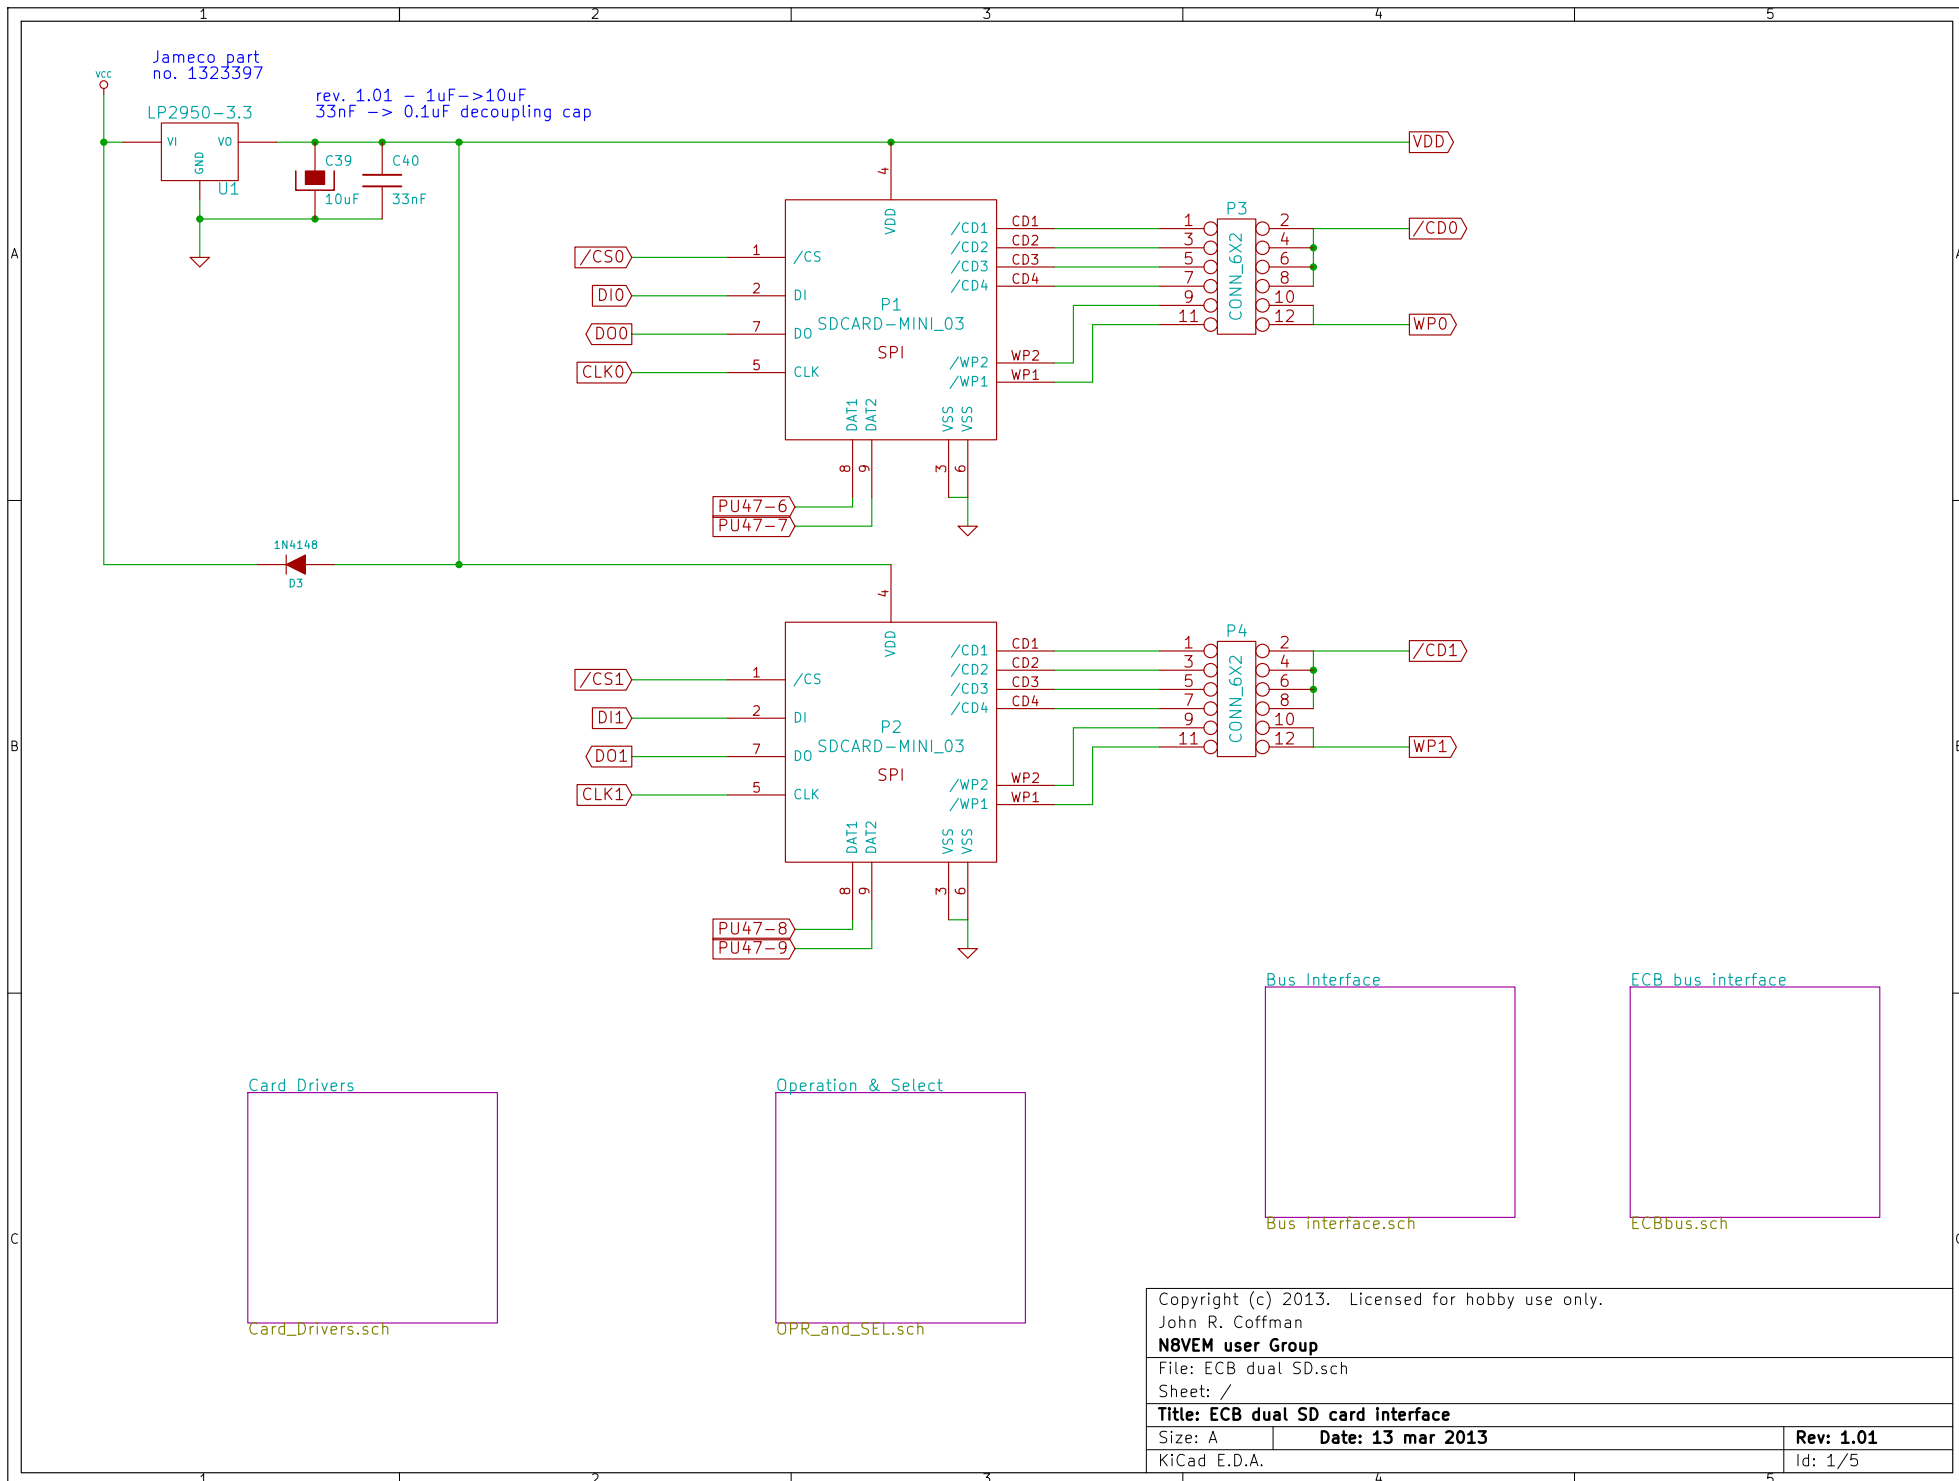 1 2 3 4 5
Jameco part
no. 1323397
VCC
rev. 1.01 - 1uF->10uF
33nF -> 0.1uF decoupling cap
LP2950-3.3
VI VO
GND
U1
C39
10uF
C40
33nF
VDD
A
4
VDD
/CS0 1 /CS
DI0 2 DI
DO0 7 DO
CLK0 5 CLK
P1
SDCARD-MINI_03
SPI
/CD1 CD1
/CD2 CD2
/CD3 CD3
/CD4 CD4
/WP2 WP2
/WP1 WP1
P3
CONN_6X2
1 2
3 4
5 6
7 8
9 10
11 12
/CD0
WP0
DAT1 DAT2 VSS VSS
8 9 3 6
PU47-6
PU47-7
1N4148
D3
B
4
VDD
/CS1 1 /CS
DI1 2 DI
DO1 7 DO
CLK1 5 CLK
P2
SDCARD-MINI_03
SPI
/CD1 CD1
/CD2 CD2
/CD3 CD3
/CD4 CD4
/WP2 WP2
/WP1 WP1
P4
CONN_6X2
1 2
3 4
5 6
7 8
9 10
11 12
/CD1
WP1
DAT1 DAT2 VSS VSS
8 9 3 6
PU47-8
PU47-9
Bus Interface
ECB bus interface
Card Drivers
Operation & Select
Bus interface.sch
ECBbus.sch
C
Card_Drivers.sch
OPR_and_SEL.sch
Copyright (c) 2013. Licensed for hobby use only.
John R. Coffman
N8VEM user Group
File: ECB dual SD.sch
Sheet: /
Title: ECB dual SD card interface
Size: A Date: 13 mar 2013 Rev: 1.01
KiCad E.D.A. Id: 1/5
1 2 3 4 5